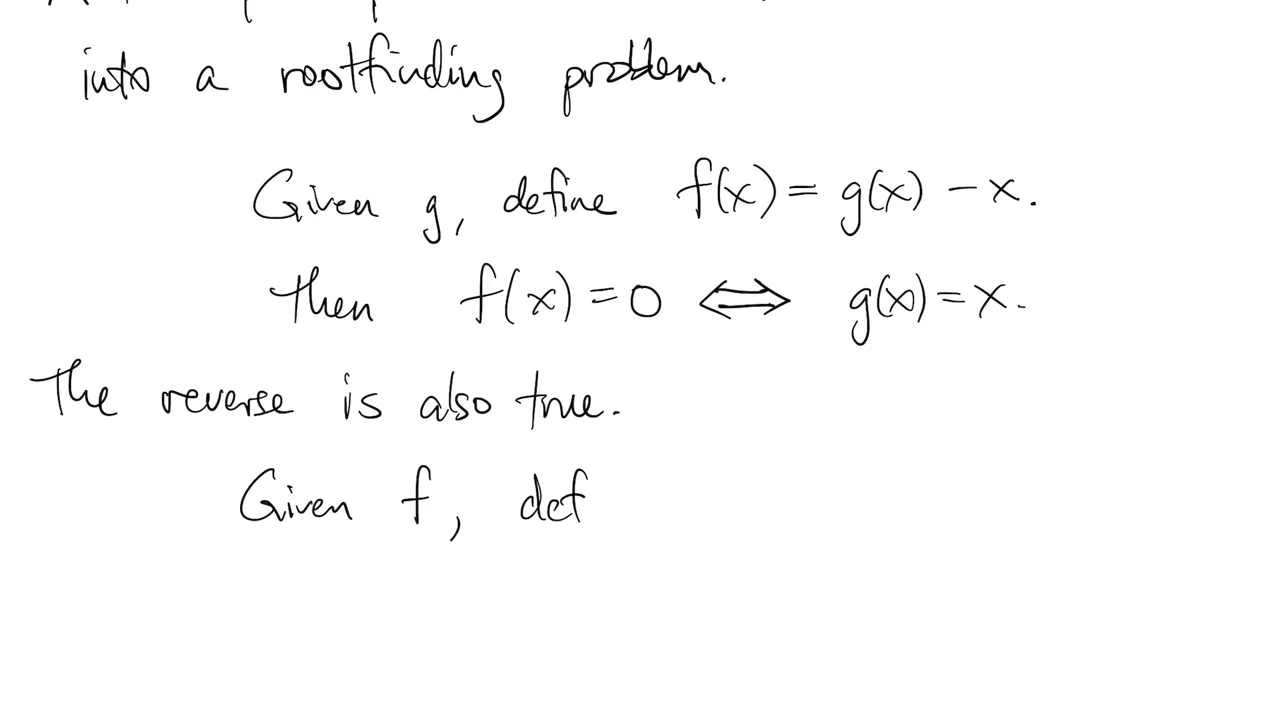 into a rootfinding problem.
Given g, define f(x) = g(x) - x.
then f(x) = 0 ⟺ g(x) = x.
The reverse is also true.
Given f, def